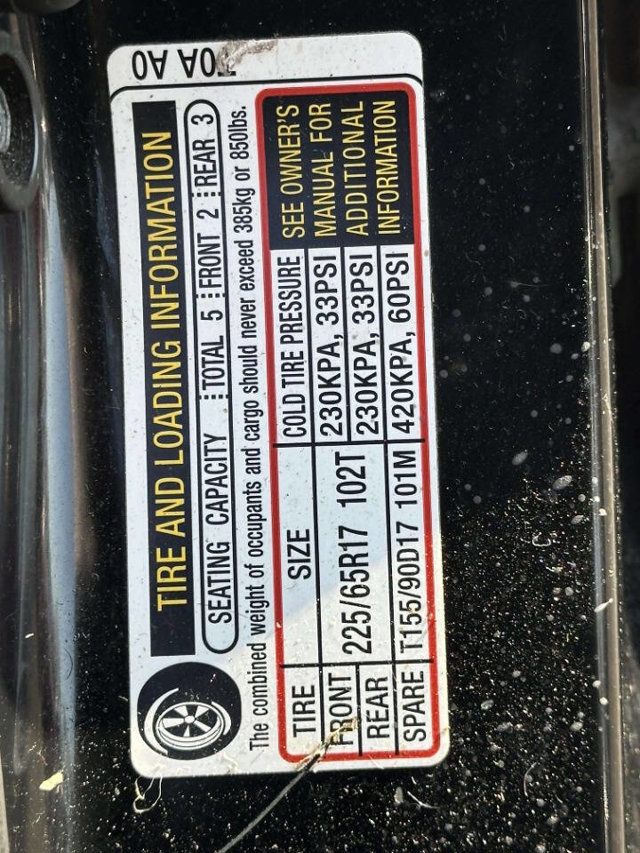 TIRE AND LOADING INFORMATION
SEATING CAPACITY TOTAL 5 FRONT 2 REAR 3
The combined weight of occupants and cargo should never exceed 385kg or 850lbs.
TIRE SIZE COLD TIRE PRESSURE
FRONT 225/65R17 102T 230KPA, 33PSI
REAR 230KPA, 33PSI
SPARE T155/90D17 101M 420KPA, 60PSI
SEE OWNER'S
MANUAL FOR
ADDITIONAL
INFORMATION
T0A A0